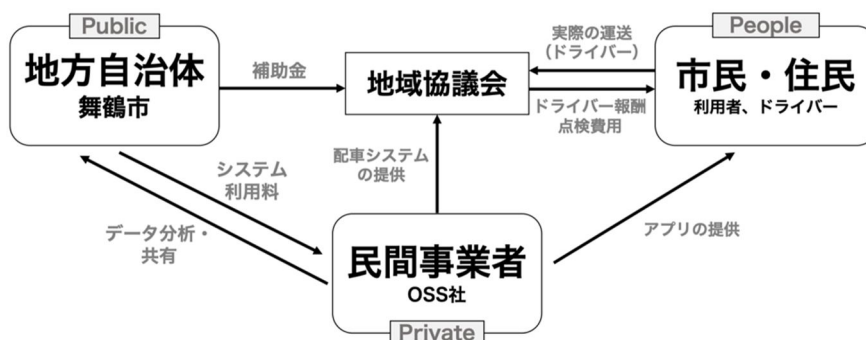 Public
地方自治体
舞鶴市
補助金
地域協議会
実際の運送
(ドライバー)
ドライバー報酬
点検費用
People
市民・住民
利用者、ドライバー
システム
利用料
データ分析・
共有
配車システム
の提供
アプリの提供
民間事業者
OSS社
Private